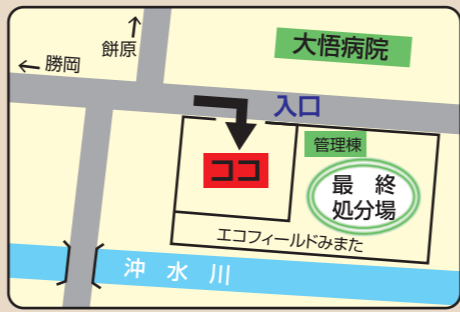 餅原
大悟病院
勝岡
入口
管理棟
ココ
最終
処分場
エコフィールドみまた
沖水川